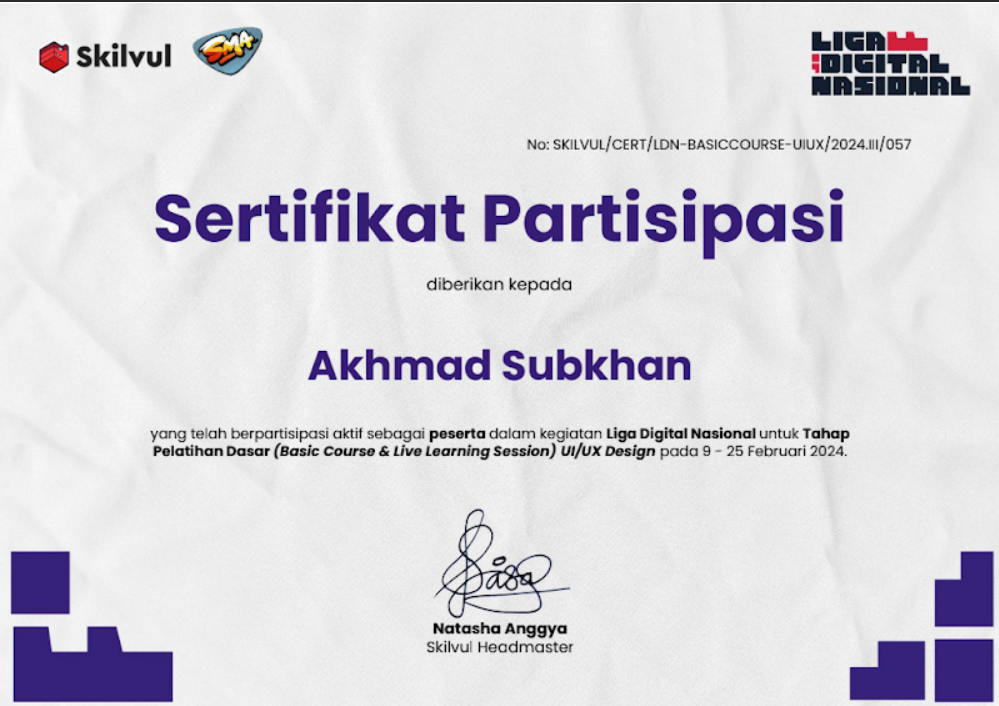 Skilvul
SMA
LIGA
DIGITAL
NASIONAL
No: SKILVUL/CERT/LDN-BASICCOURSE-UIUX/2024.III/057
Sertifikat Partisipasi
diberikan kepada
Akhmad Subkhan
yang telah berpartisipasi aktif sebagai peserta dalam kegiatan Liga Digital Nasional untuk Tahap
Pelatihan Dasar (Basic Course & Live Learning Session) UI/UX Design pada 9 - 25 Februari 2024.
Natasha Anggya
Skilvul Headmaster